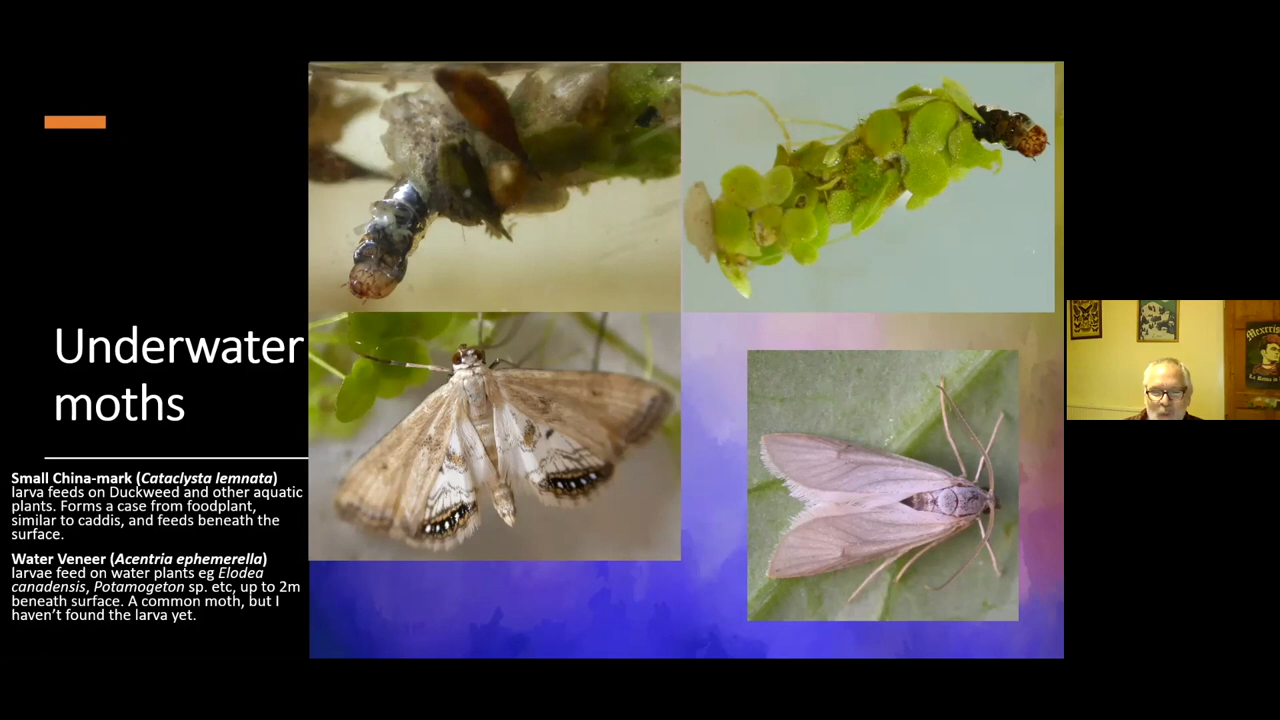 Underwater
moths
Small China-mark (Cataclysta lemnata)
larva feeds on Duckweed and other aquatic
plants. Forms a case from foodplant,
similar to caddis, and feeds beneath the
surface.
Water Veneer (Acentria ephemerella)
larvae feed on water plants eg Elodea
canadensis, Potamogeton sp. etc, up to 2m
beneath surface. A common moth, but I
haven't found the larva yet.